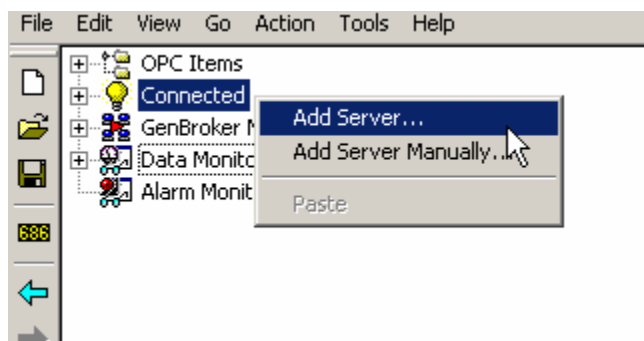 File Edit View Go Action Tools Help
OPC Items
Connected
GenBroker M
Data Monito
Alarm Monit
Add Server...
Add Server Manually...
Paste
686